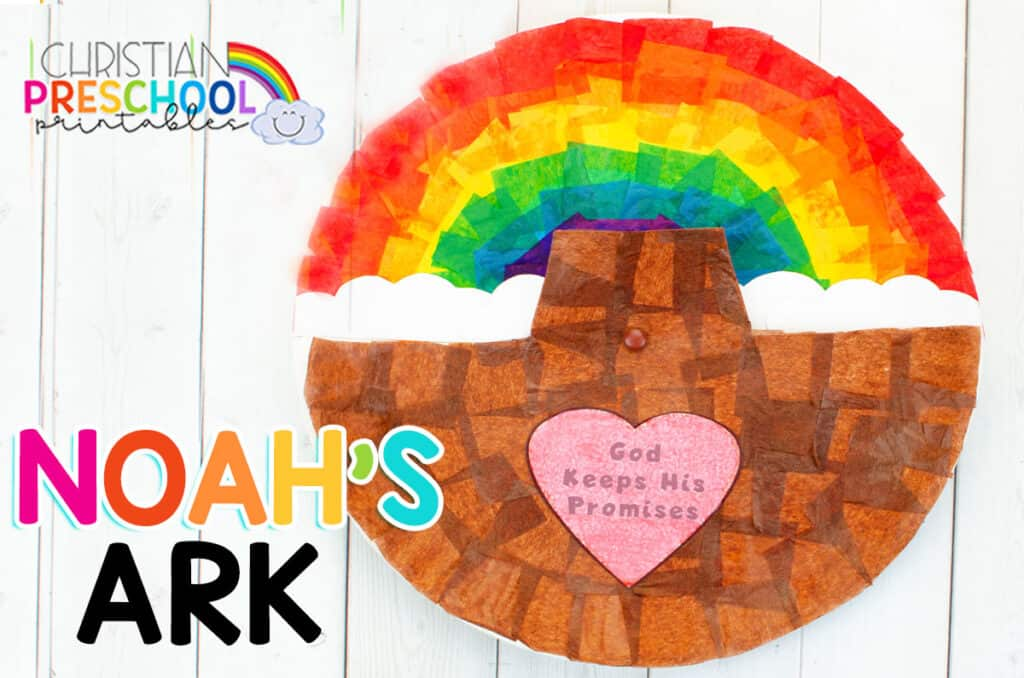 CHRISTIAN
PRESCHOOL
printables
NOAH'S
ARK
God
Keeps His
Promises